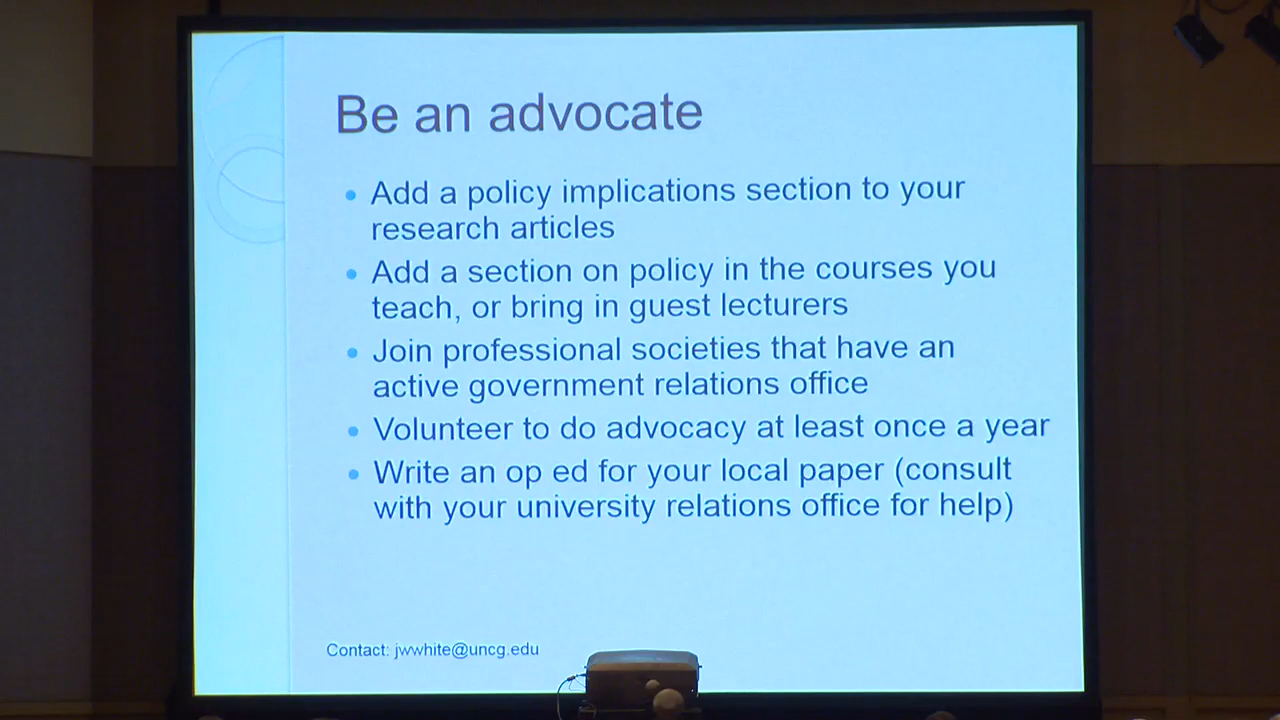 Be an advocate
• Add a policy implications section to your
research articles
• Add a section on policy in the courses you
teach, or bring in guest lecturers
• Join professional societies that have an
active government relations office
• Volunteer to do advocacy at least once a year
• Write an op ed for your local paper (consult
with your university relations office for help)
Contact: jwwhite@uncg.edu